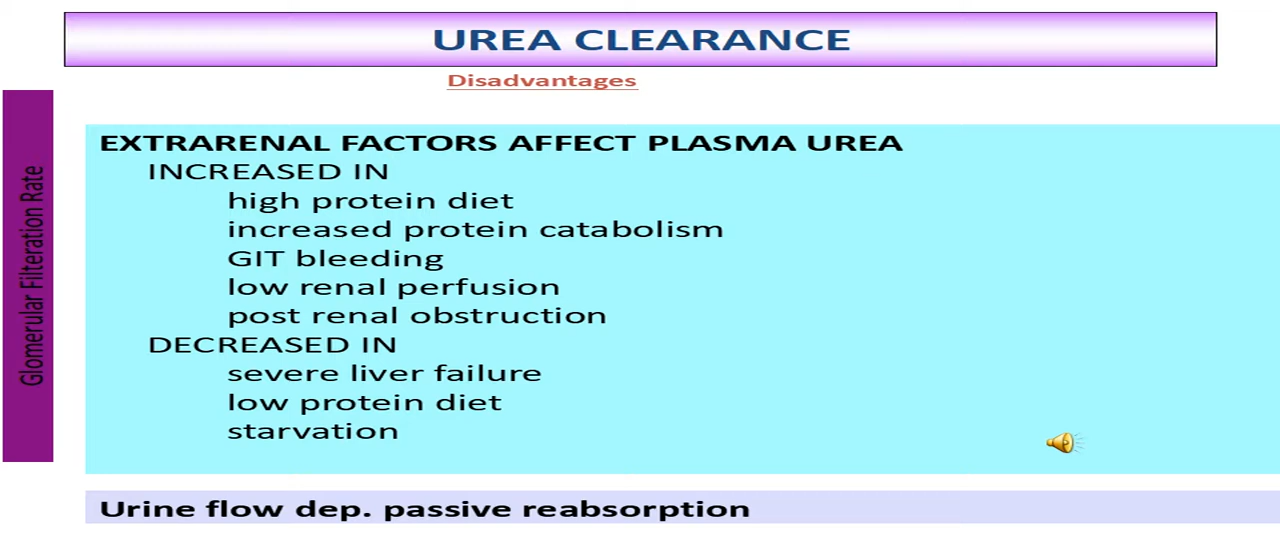 UREA CLEARANCE
Disadvantages
Glomerular Filteration Rate
EXTRARENAL FACTORS AFFECT PLASMA UREA
INCREASED IN
high protein diet
increased protein catabolism
GIT bleeding
low renal perfusion
post renal obstruction
DECREASED IN
severe liver failure
low protein diet
starvation
Urine flow dep. passive reabsorption